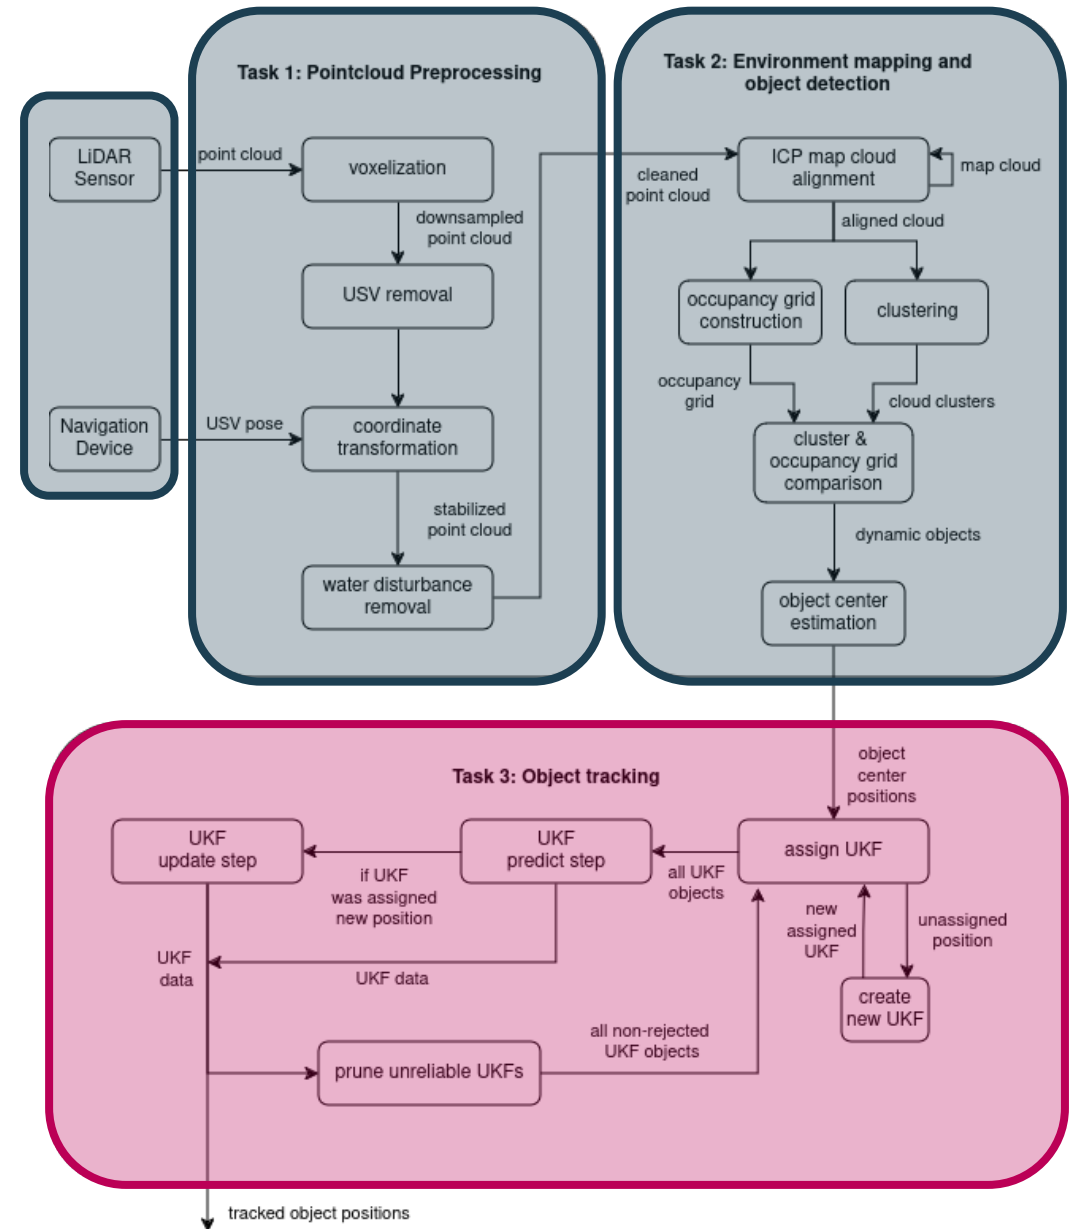 Task 1: Pointcloud Preprocessing
Task 2: Environment mapping and
object detection
LiDAR
Sensor
point cloud
voxelization
downsampled
point cloud
USV removal
Navigation
Device
USV pose
coordinate
transformation
stabilized
point cloud
water disturbance
removal
cleaned
point cloud
ICP map cloud
alignment
map cloud
aligned cloud
occupancy grid
construction
clustering
occupancy
grid
cloud clusters
cluster &
occupancy grid
comparison
dynamic objects
object center
estimation
object
center
positions
Task 3: Object tracking
UKF
update step
UKF
predict step
assign UKF
if UKF
was assigned
new position
all UKF
objects
new
assigned
UKF
unassigned
position
UKF
data
UKF data
create
new UKF
all non-rejected
UKF objects
prune unreliable UKFs
tracked object positions